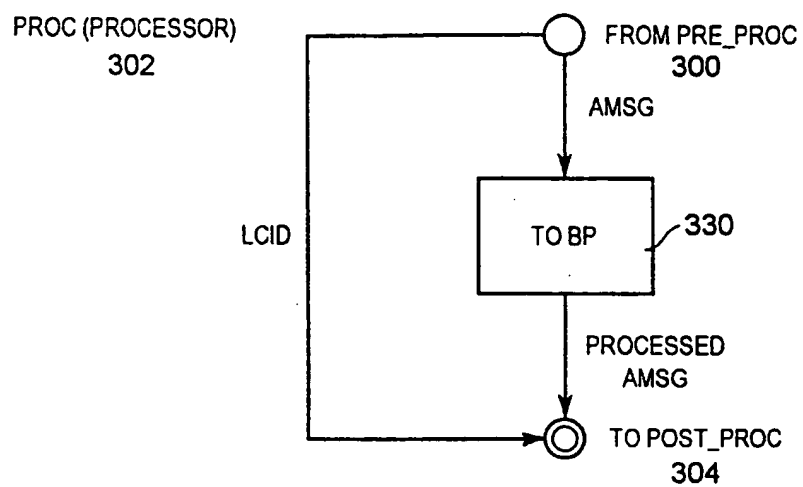 PROC (PROCESSOR)
302
FROM PRE_PROC
300
AMSG
TO BP
330
LCID
PROCESSED
AMSG
TO POST_PROC
304